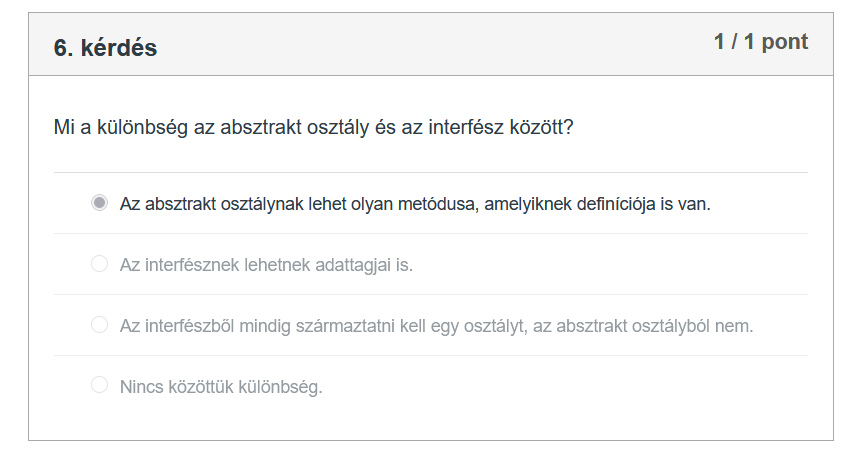 6. kérdés
1 / 1 pont
Mi a különbség az absztrakt osztály és az interfész között?
Az absztrakt osztálynak lehet olyan metódusa, amelyiknek definíciója is van.
Az interfésznek lehetnek adattagjai is.
Az interfészből mindig származtatni kell egy osztályt, az absztrakt osztályból nem.
Nincs közöttük különbség.